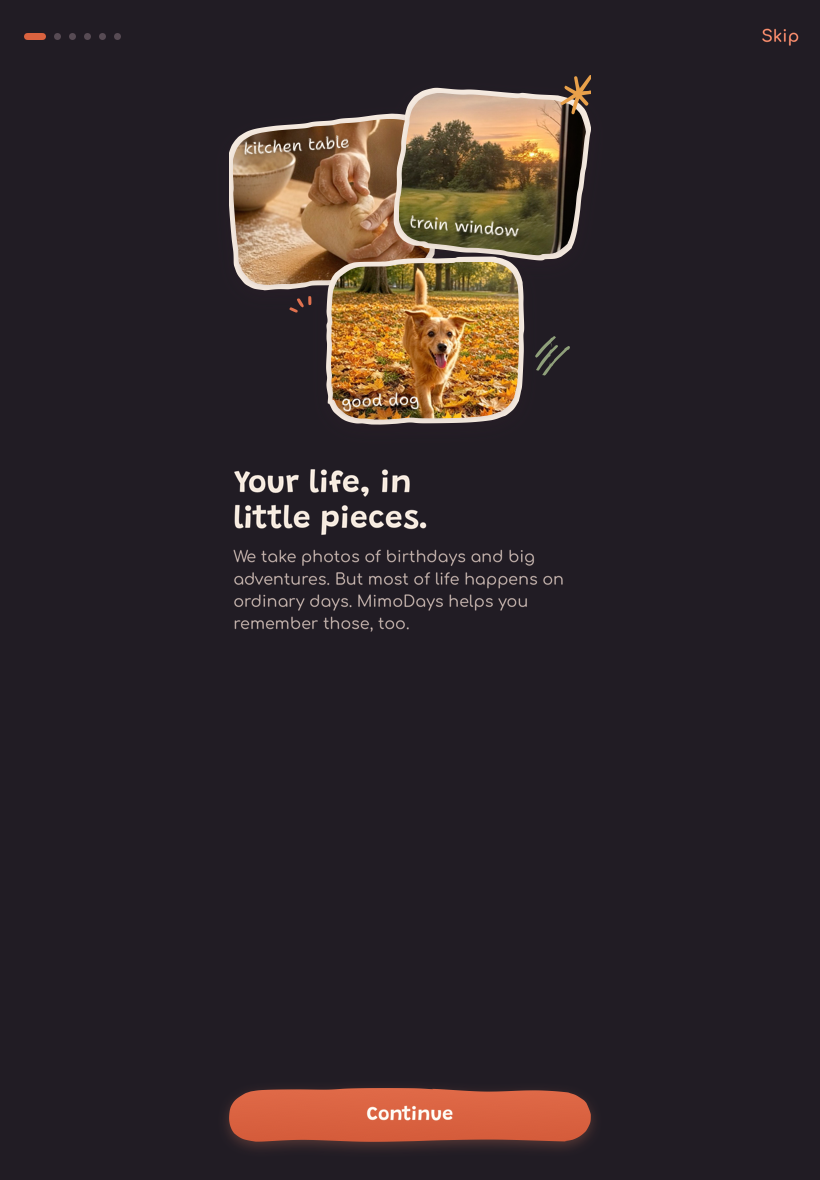 Skip
kitchen table
train window
good dog
Your life, in
little pieces.
We take photos of birthdays and big
adventures. But most of life happens on
ordinary days. MimoDays helps you
remember those, too.
Continue